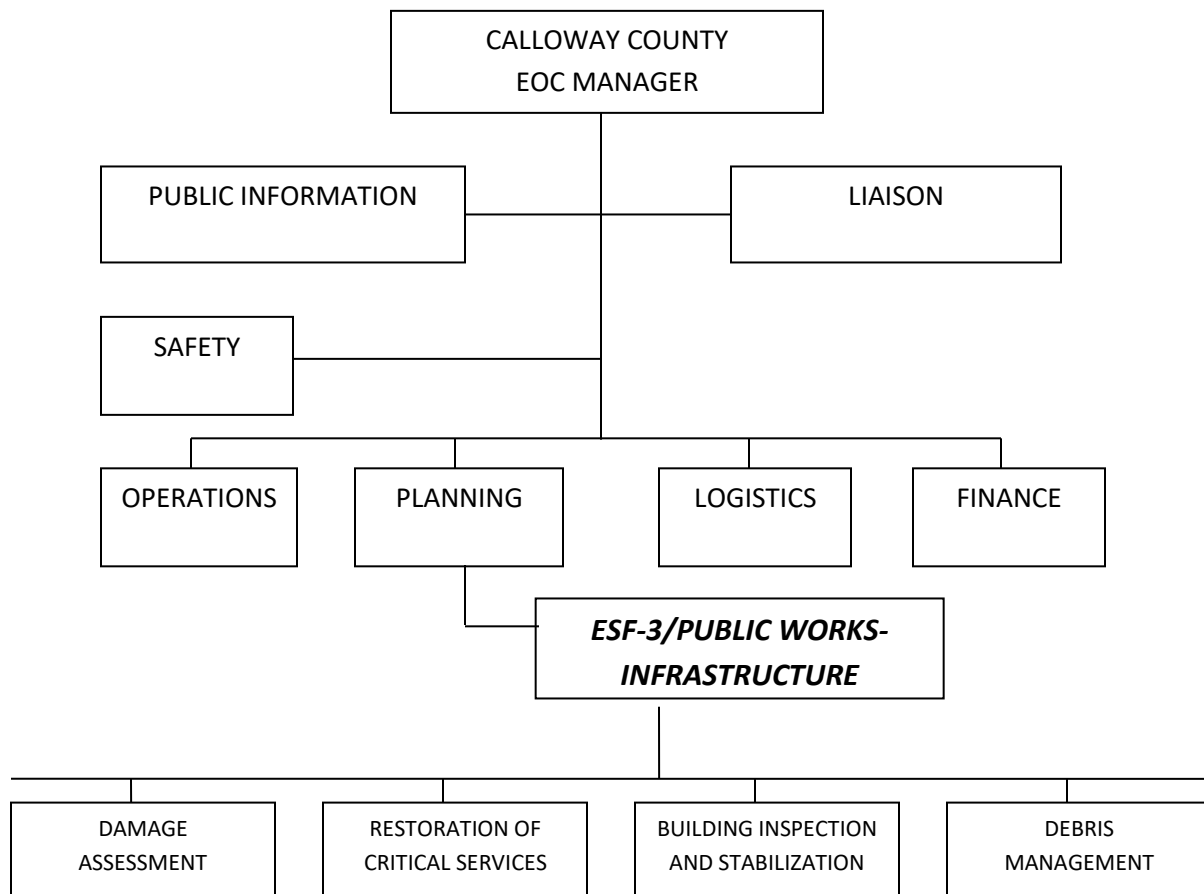 CALLOWAY COUNTY
EOC MANAGER
PUBLIC INFORMATION
LIAISON
SAFETY
OPERATIONS
PLANNING
LOGISTICS
FINANCE
ESF-3/PUBLIC WORKS-
INFRASTRUCTURE
DAMAGE
ASSESSMENT
RESTORATION OF
CRITICAL SERVICES
BUILDING INSPECTION
AND STABILIZATION
DEBRIS
MANAGEMENT